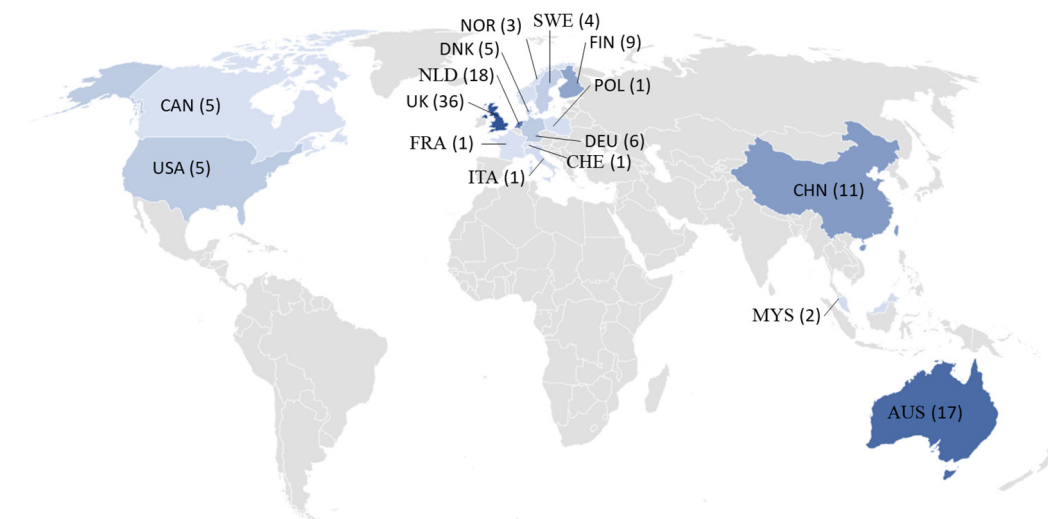 NOR (3)
SWE (4)
DNK (5)
FIN (9)
NLD (18)
POL (1)
UK (36)
CAN (5)
FRA (1)
DEU (6)
CHE (1)
USA (5)
ITA (1)
CHN (11)
MYS (2)
AUS (17)